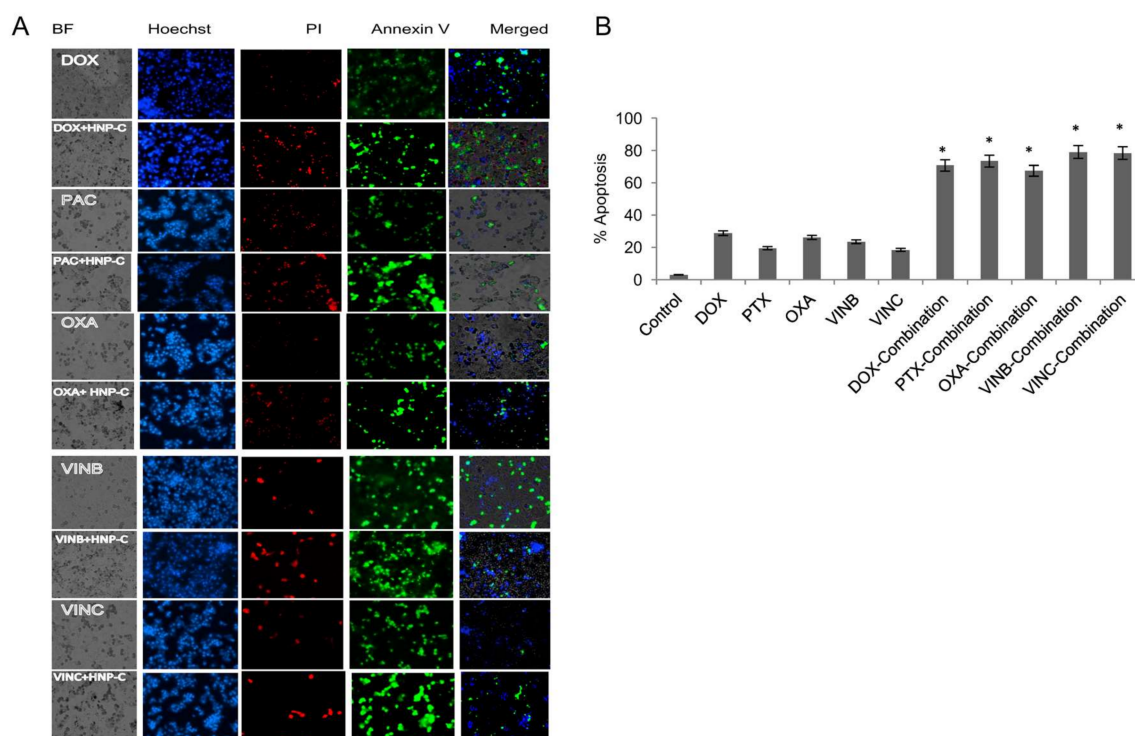 A
BF Hoechst PI Annexin V Merged
DOX
DOX+HNP-C
PAC
PAC+HNP-C
OXA
OXA+ HNP-C
VINB
VINB+HNP-C
VINC
VINC+HNP-C
B
% Apoptosis
100
80
60
40
20
0
* * * * *
Control
DOX
PTX
OXA
VINB
VINC
DOX-Combination
PTX-Combination
OXA-Combination
VINB-Combination
VINC-Combination